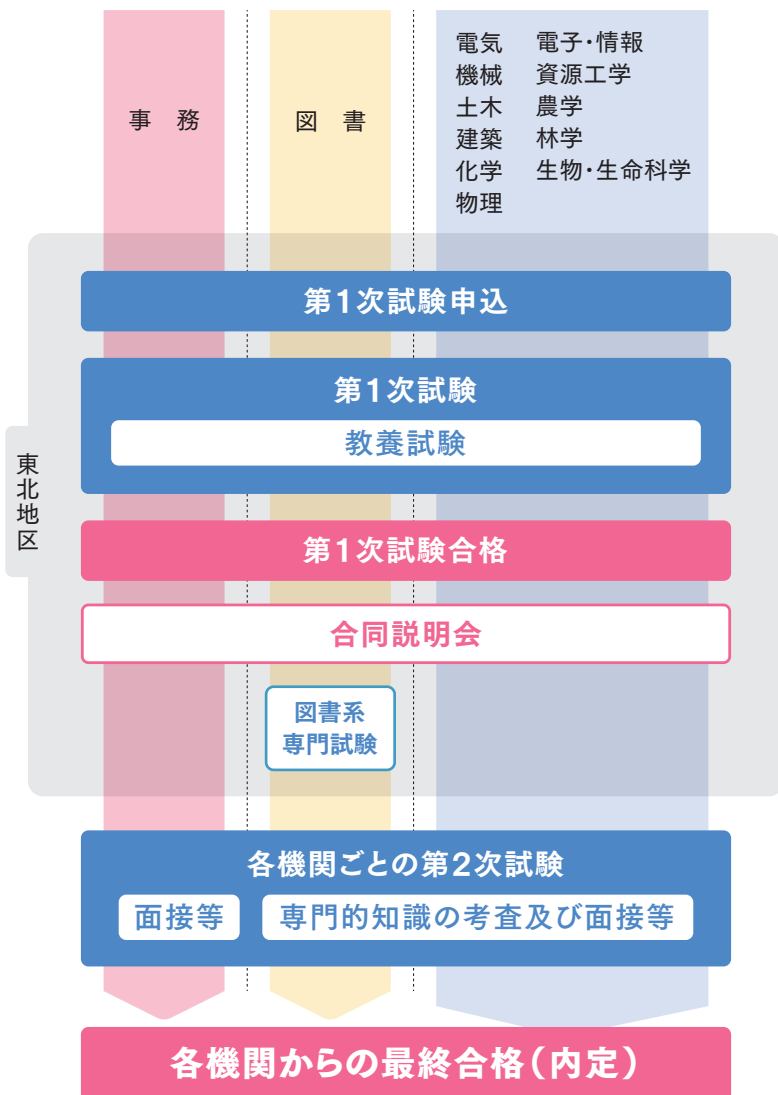 事 務
図 書
電気 電子・情報
機械 資源工学
土木 農学
建築 林学
化学 生物・生命科学
物理
東北地区
第1次試験申込
第1次試験
教養試験
第1次試験合格
合同説明会
図書系
専門試験
各機関ごとの第2次試験
面接等 専門的知識の考査及び面接等
各機関からの最終合格(内定)